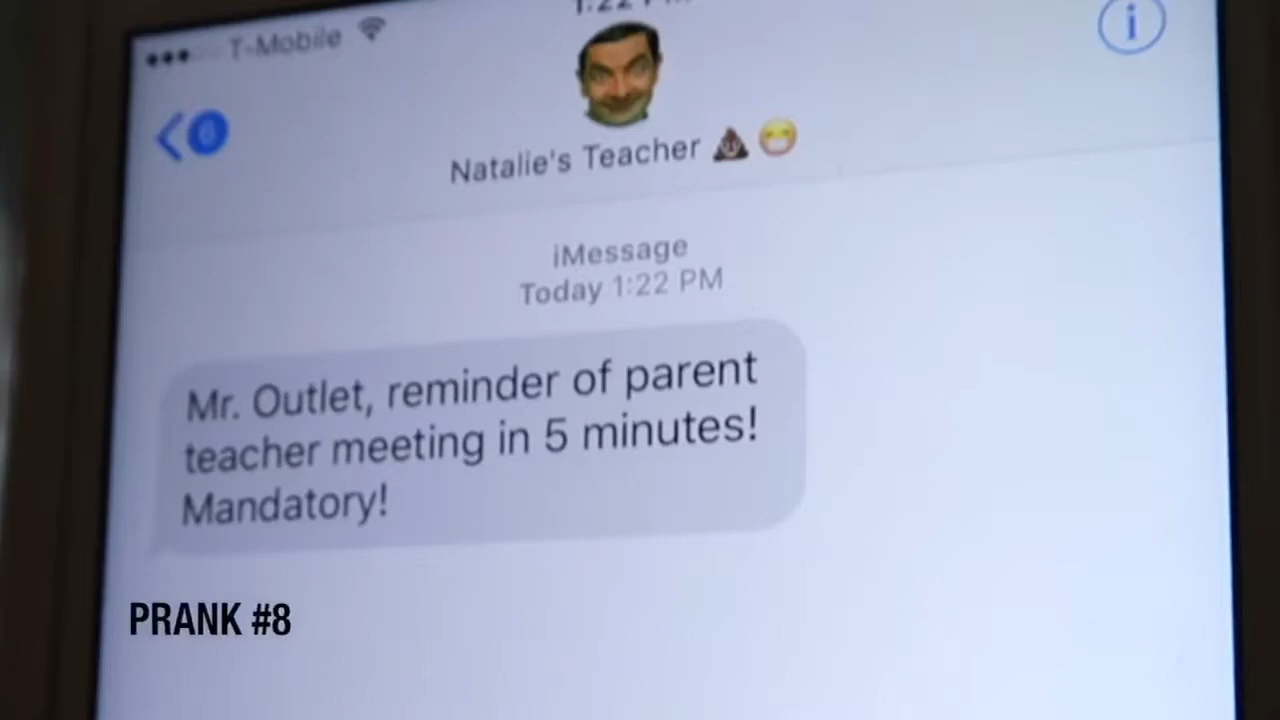 T-Mobile
Natalie's Teacher 💩😷
iMessage
Today 1:22 PM
Mr. Outlet, reminder of parent
teacher meeting in 5 minutes!
Mandatory!
PRANK #8